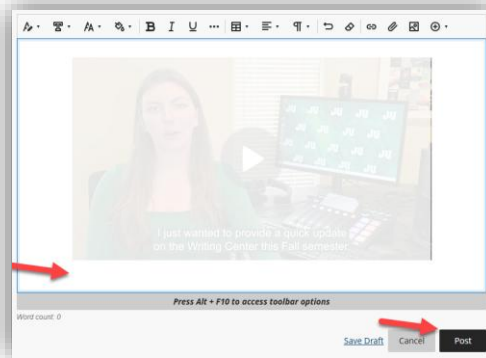 B I U
I just wanted to provide a quick update
on the Writing Center this Fall semester.
Press Alt + F10 to access toolbar options
Word count: 0
Save Draft Cancel Post